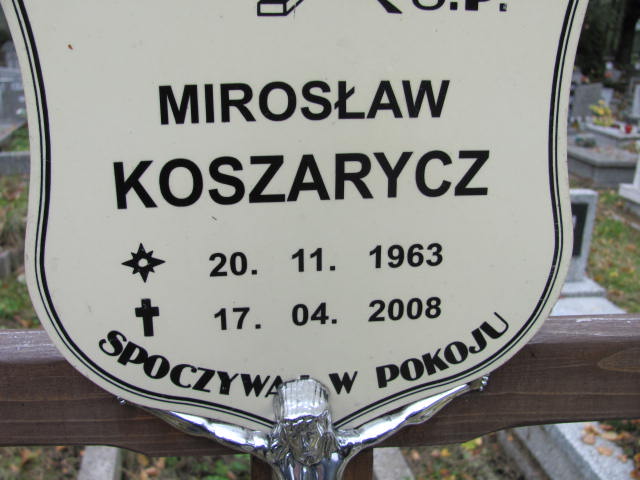 Ś.P.
MIROSŁAW
KOSZARYCZ
20. 11. 1963
17. 04. 2008
SPOCZYWAJ W POKOJU